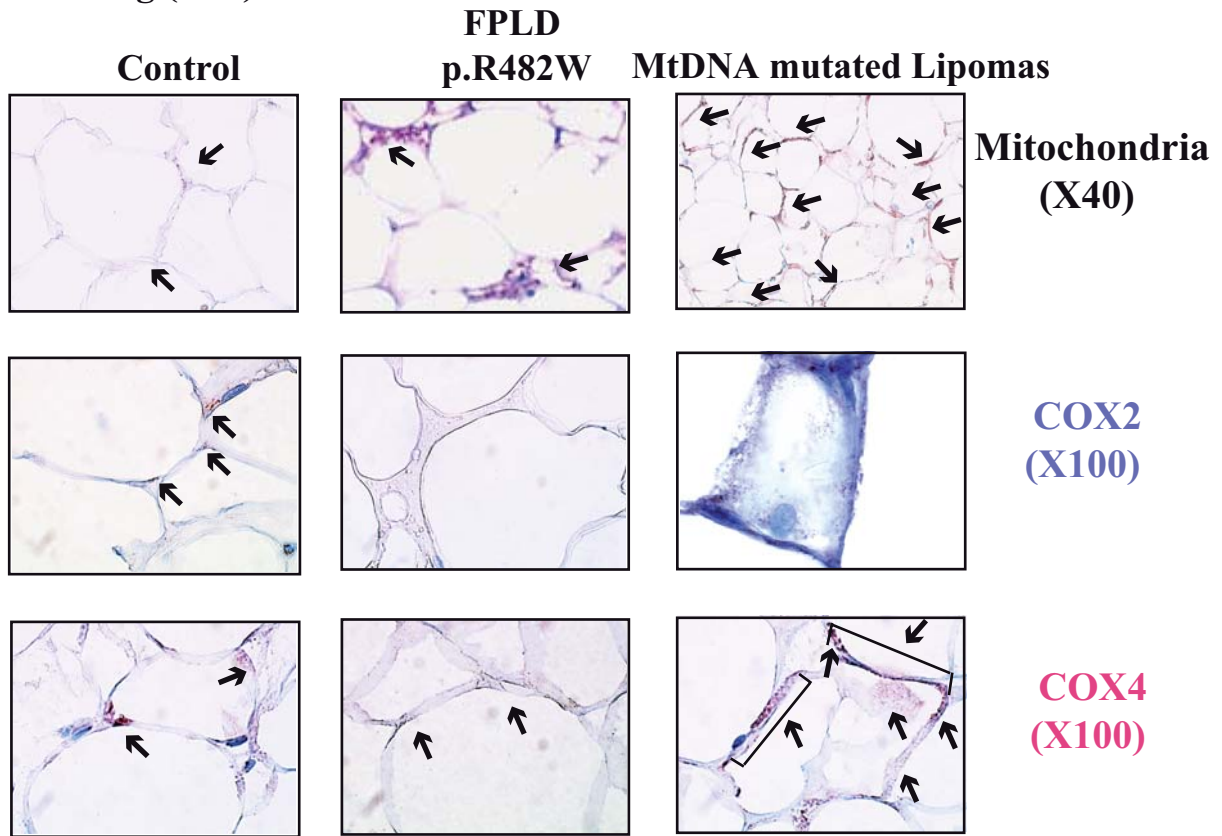 FPLD
Control p.R482W MtDNA mutated Lipomas
Mitochondria
(X40)
COX2
(X100)
COX4
(X100)